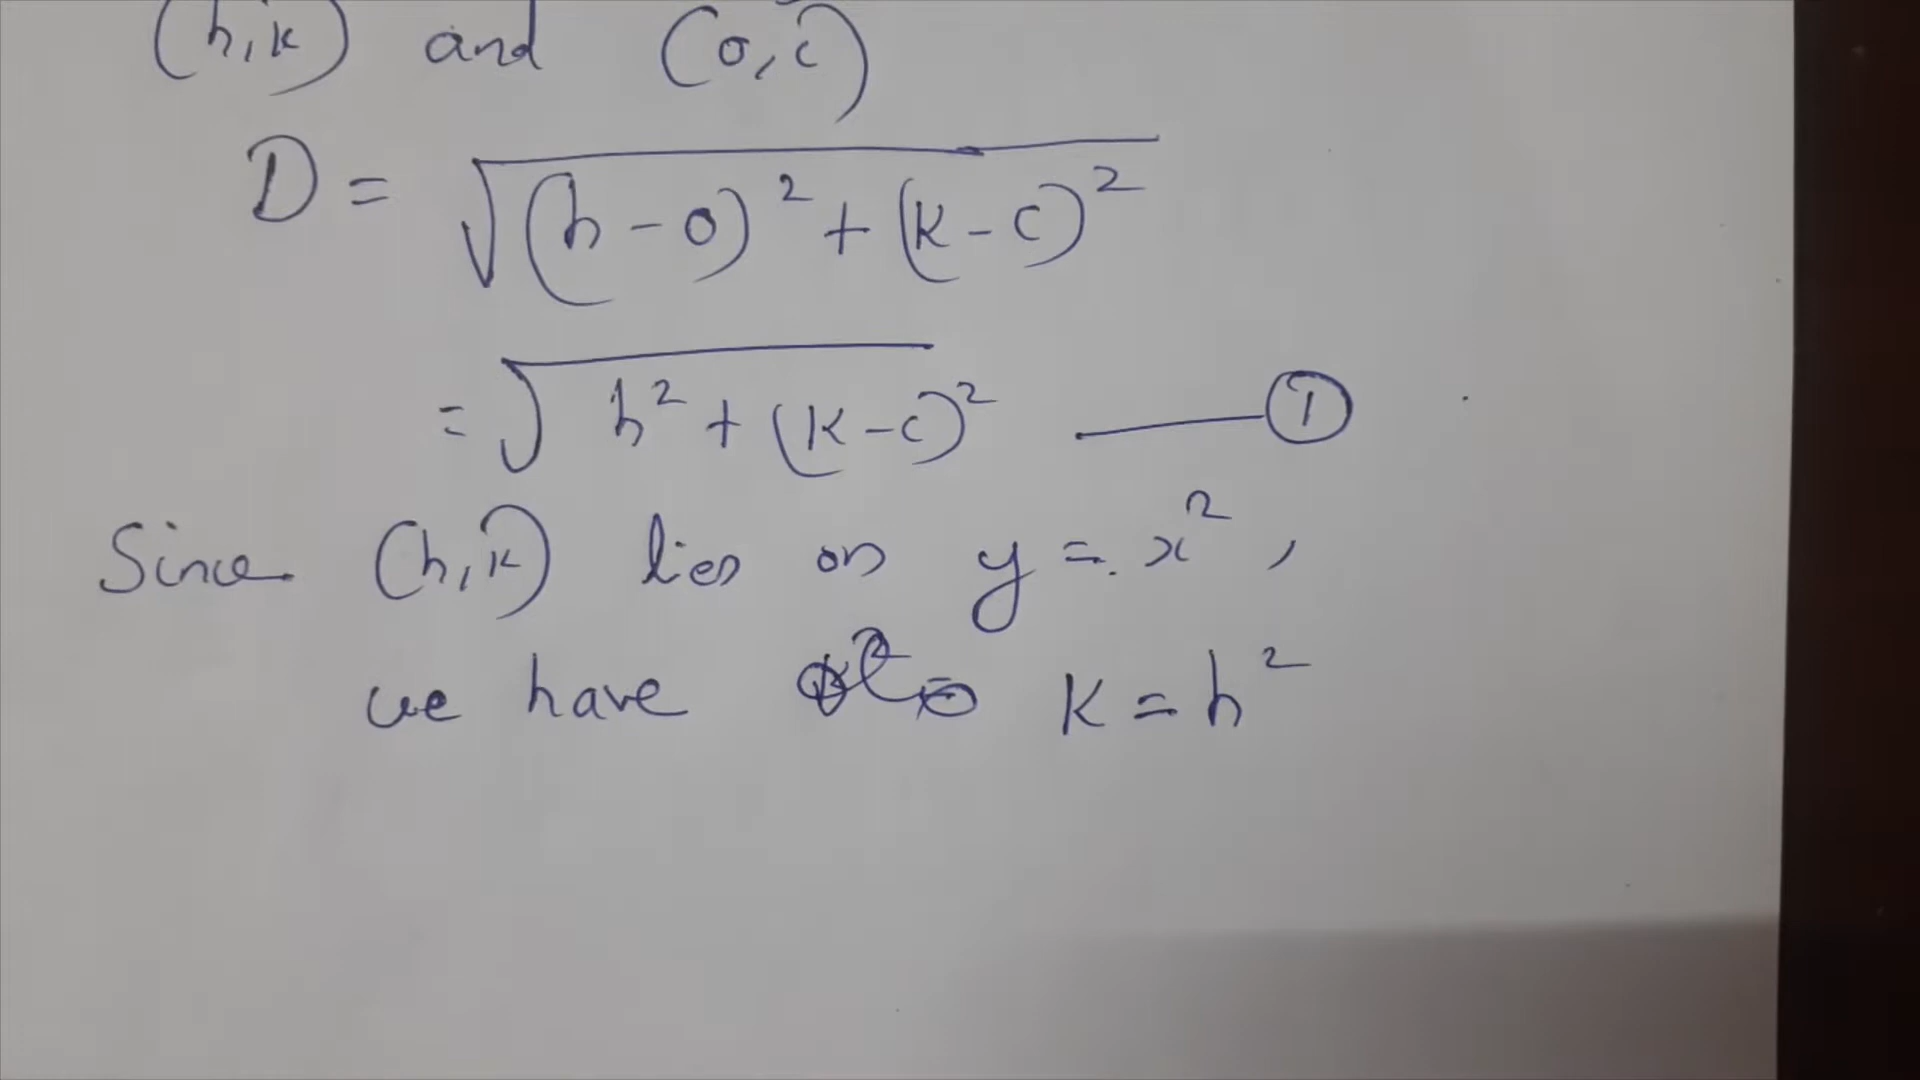 (h,k) and (0,c)
D = √((h-0)² + (k-c)²)
= √(h² + (k-c)²) —— ①
Since (h,k) lies on y = x²,
we have k = h²